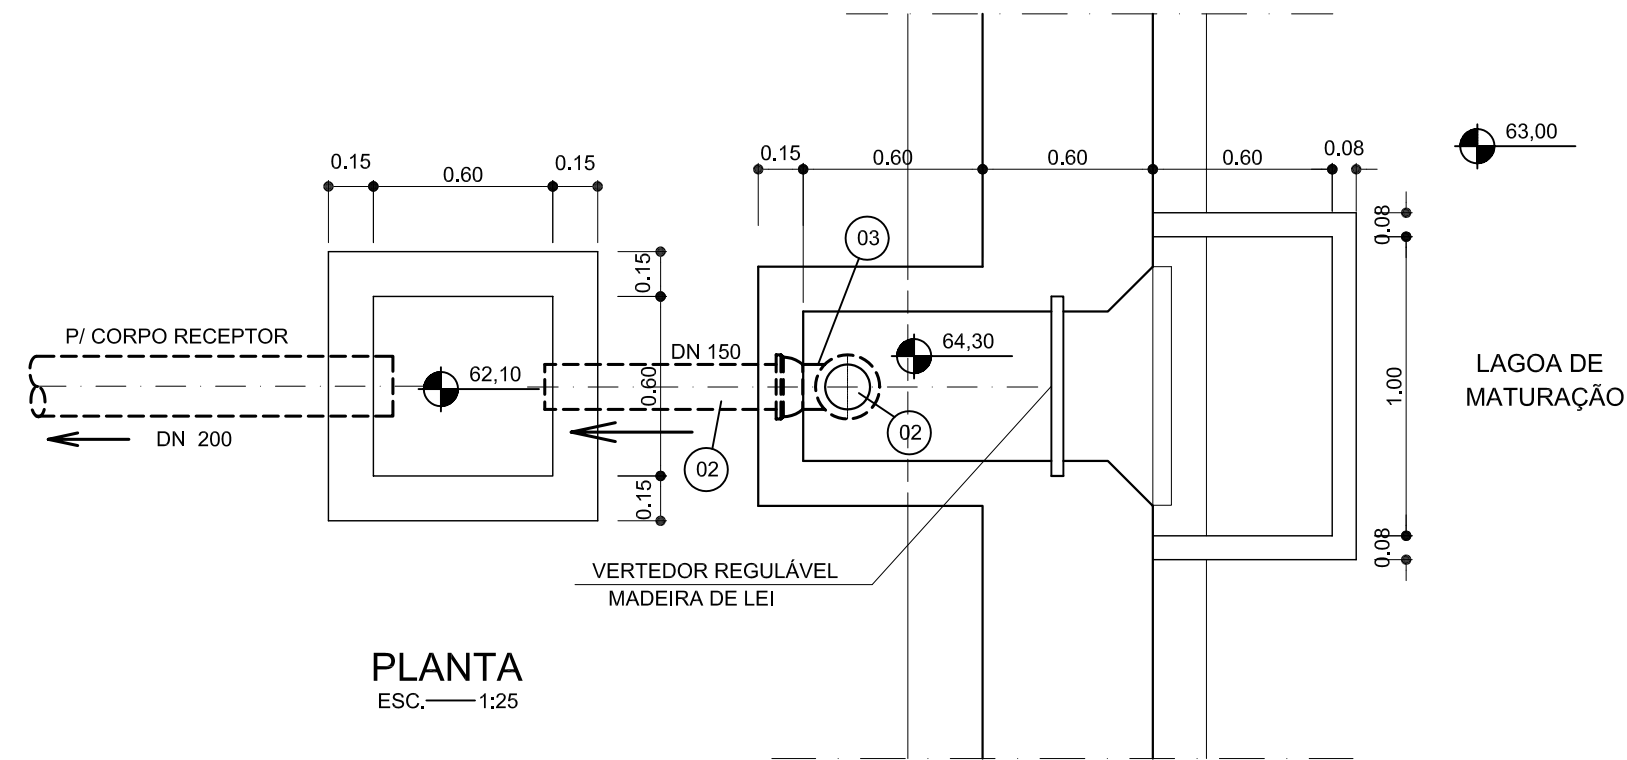 63,00
0.15
0.60
0.60
0.60
0.08
0.15
0.60
0.15
0.08
03
0.15
P/ CORPO RECEPTOR
DN 150
64,30
62,10
0.60
1.00
LAGOA DE
MATURAÇÃO
DN 200
02
02
0.15
0.08
VERTEDOR REGULÁVEL
MADEIRA DE LEI
PLANTA
ESC. 1:25